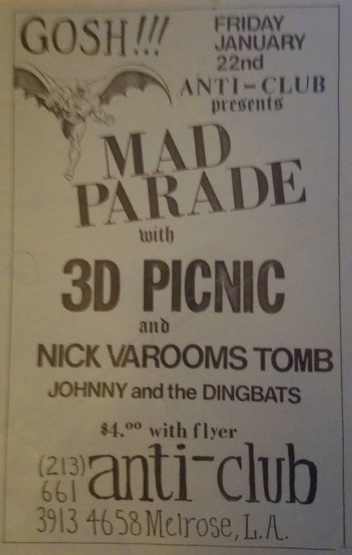 GOSH!!!
FRIDAY
JANUARY
22nd
ANTI-CLUB
presents
MAD
PARADE
with
3D PICNIC
and
NICK VAROOMS TOMB
JOHNNY and the DINGBATS
$4.00 with flyer
(213) anti-club
661
3913 4658 Melrose, L.A.